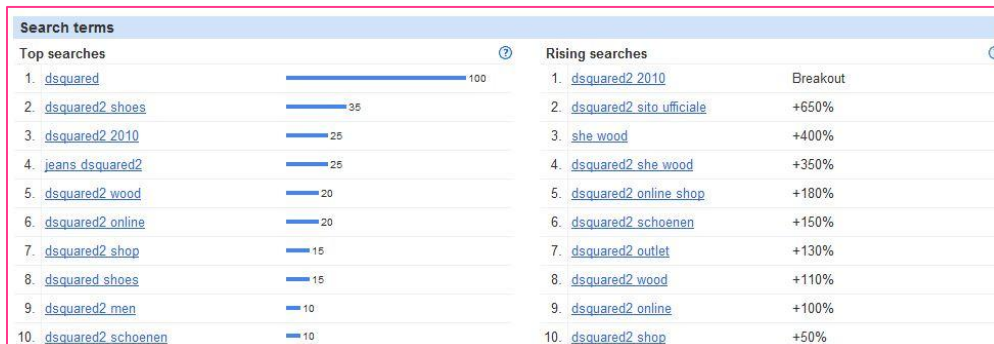 Search terms
Top searches
1. dsquared 100
2. dsquared2 shoes 35
3. dsquared2 2010 25
4. jeans dsquared2 25
5. dsquared2 wood 20
6. dsquared2 online 20
7. dsquared2 shop 15
8. dsquared shoes 15
9. dsquared2 men 10
10. dsquared2 schoenen 10
Rising searches
1. dsquared2 2010 Breakout
2. dsquared2 sito ufficiale +650%
3. she wood +400%
4. dsquared2 she wood +350%
5. dsquared2 online shop +180%
6. dsquared2 schoenen +150%
7. dsquared2 outlet +130%
8. dsquared2 wood +110%
9. dsquared2 online +100%
10. dsquared2 shop +50%